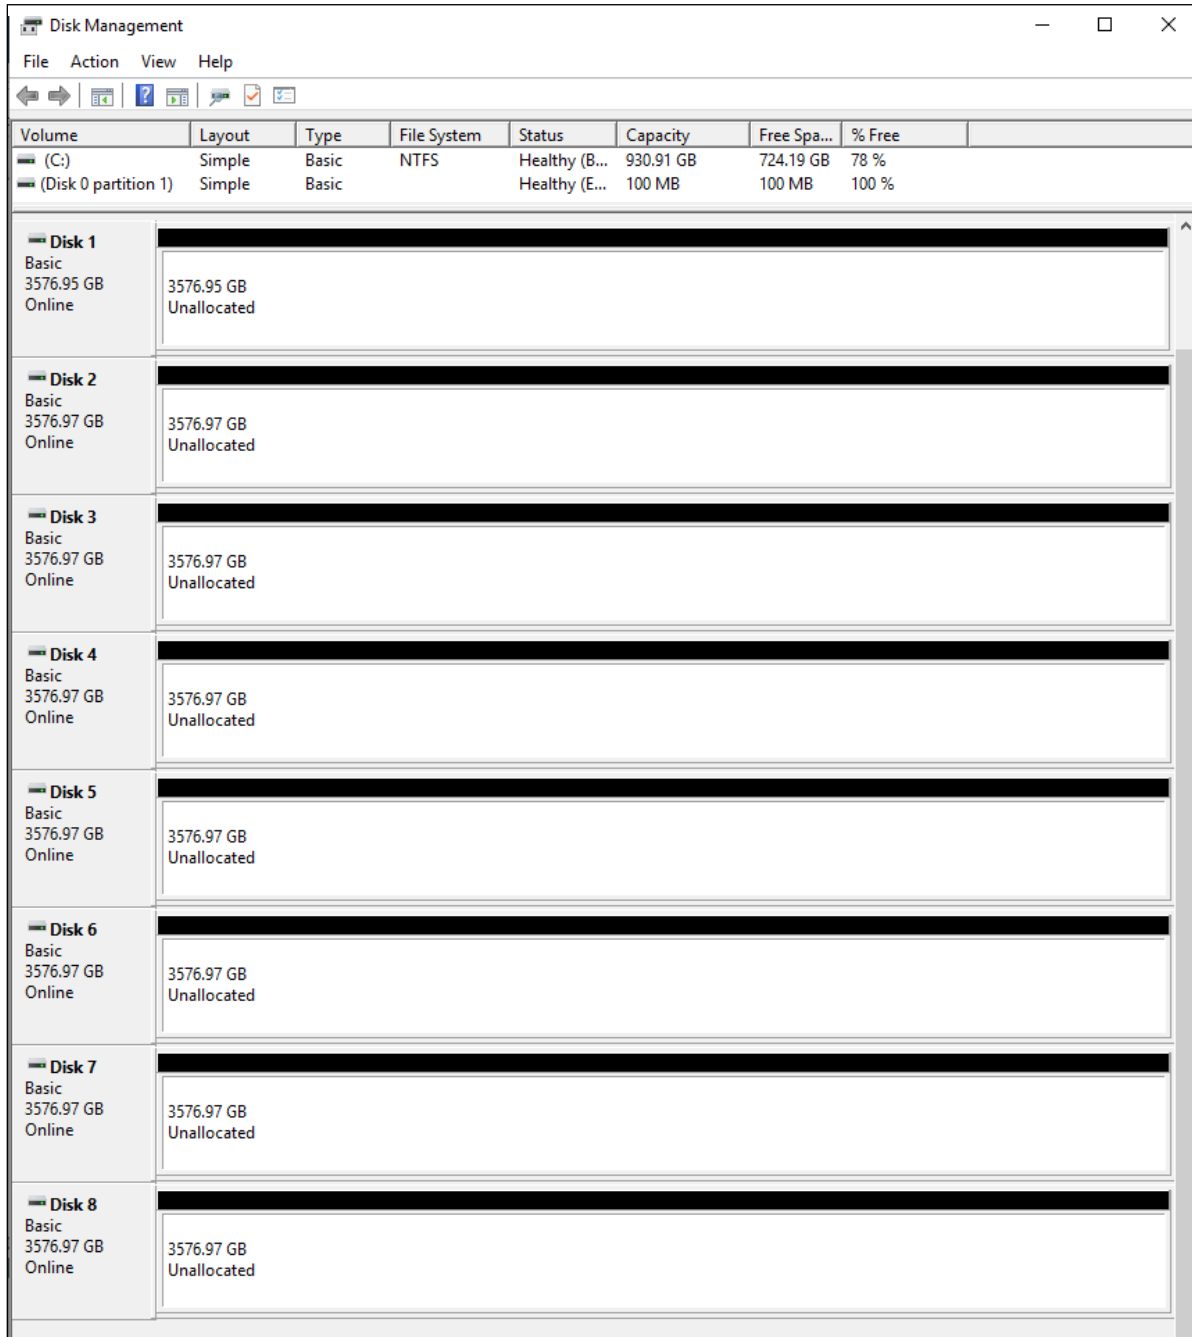 Disk Management
File Action View Help
Volume Layout Type File System Status Capacity Free Spa... % Free
(C:) Simple Basic NTFS Healthy (B... 930.91 GB 724.19 GB 78 %
(Disk 0 partition 1) Simple Basic Healthy (E... 100 MB 100 MB 100 %
Disk 1
Basic
3576.95 GB
Online
3576.95 GB
Unallocated
Disk 2
Basic
3576.97 GB
Online
3576.97 GB
Unallocated
Disk 3
Basic
3576.97 GB
Online
3576.97 GB
Unallocated
Disk 4
Basic
3576.97 GB
Online
3576.97 GB
Unallocated
Disk 5
Basic
3576.97 GB
Online
3576.97 GB
Unallocated
Disk 6
Basic
3576.97 GB
Online
3576.97 GB
Unallocated
Disk 7
Basic
3576.97 GB
Online
3576.97 GB
Unallocated
Disk 8
Basic
3576.97 GB
Online
3576.97 GB
Unallocated